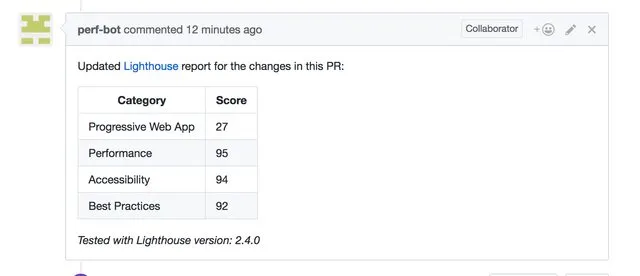 perf-bot commented 12 minutes ago Collaborator +
Updated Lighthouse report for the changes in this PR:
Category Score
Progressive Web App 27
Performance 95
Accessibility 94
Best Practices 92
Tested with Lighthouse version: 2.4.0